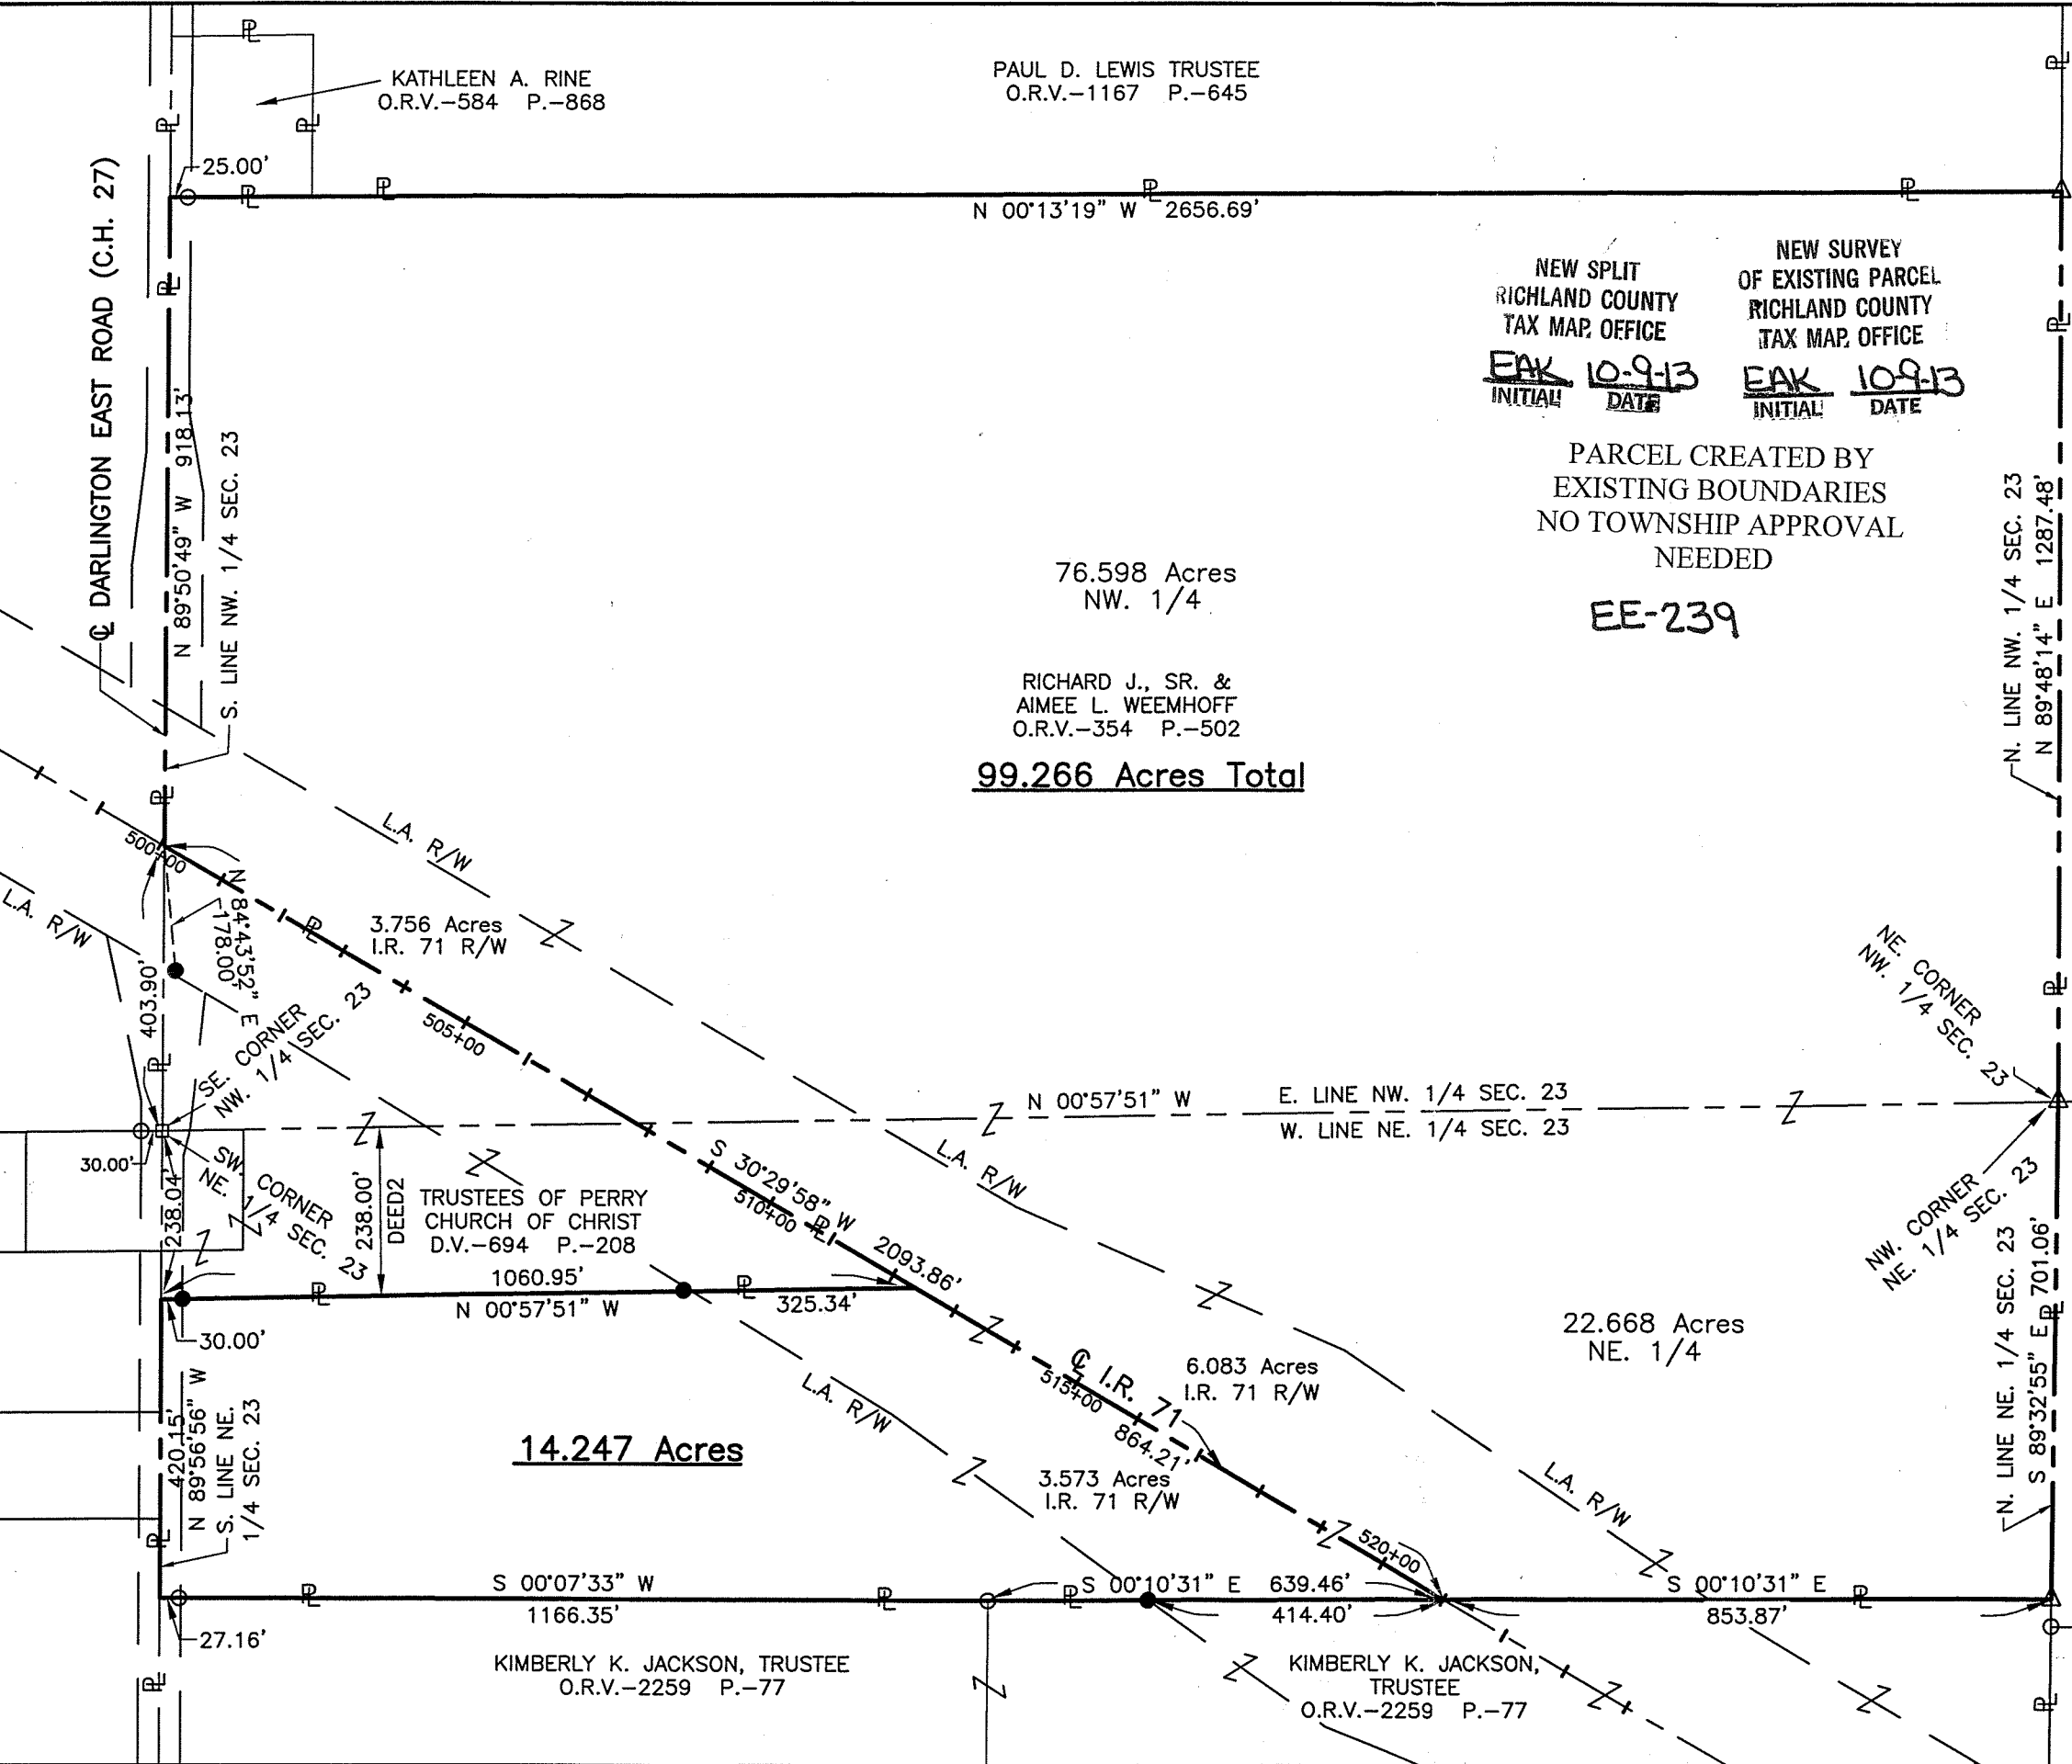 KATHLEEN A. RINE
O.R.V.-584 P.-868
PAUL D. LEWIS TRUSTEE
O.R.V.-1167 P.-645
25.00'
N 00°13'19" W 2656.69'
℄ DARLINGTON EAST ROAD (C.H. 27)
N 89°50'49" W 918.13'
S. LINE NW. 1/4 SEC. 23
NEW SPLIT
RICHLAND COUNTY
TAX MAP. OFFICE
EAK 10-9-13
INITIAL DATE
NEW SURVEY
OF EXISTING PARCEL
RICHLAND COUNTY
TAX MAP. OFFICE
EAK 10-9-13
INITIAL DATE
PARCEL CREATED BY
EXISTING BOUNDARIES
NO TOWNSHIP APPROVAL
NEEDED
EE-239
76.598 Acres
NW. 1/4
RICHARD J., SR. &
AIMEE L. WEEMHOFF
O.R.V.-354 P.-502
99.266 Acres Total
N. LINE NW. 1/4 SEC. 23
N 89°48'14" E 1287.48'
L.A. R/W
500+00
L.A. R/W
N 84°43'52" E
178.00'
3.756 Acres
I.R. 71 R/W
403.90'
SE. CORNER
NW. 1/4 SEC. 23
505+00
NE. CORNER
NW. 1/4 SEC. 23
N 00°57'51" W
E. LINE NW. 1/4 SEC. 23
W. LINE NE. 1/4 SEC. 23
30.00'
238.04'
SW. CORNER
NE. 1/4 SEC. 23
238.00'
DEED2
TRUSTEES OF PERRY
CHURCH OF CHRIST
D.V.-694 P.-208
S 30°29'58" W
2093.86'
510+00
L.A. R/W
NW. CORNER
NE. 1/4 SEC. 23
1060.95'
N 00°57'51" W
325.34'
30.00'
22.668 Acres
NE. 1/4
N. LINE NE. 1/4 SEC. 23
S 89°32'55" E 701.06'
℄ I.R. 71
515+00
864.21'
6.083 Acres
I.R. 71 R/W
L.A. R/W
420.15'
N 89°56'56" W
S. LINE NE.
1/4 SEC. 23
14.247 Acres
3.573 Acres
I.R. 71 R/W
L.A. R/W
520+00
S 00°07'33" W
1166.35'
S 00°10'31" E 639.46'
414.40'
S 00°10'31" E
853.87'
27.16'
KIMBERLY K. JACKSON, TRUSTEE
O.R.V.-2259 P.-77
KIMBERLY K. JACKSON,
TRUSTEE
O.R.V.-2259 P.-77